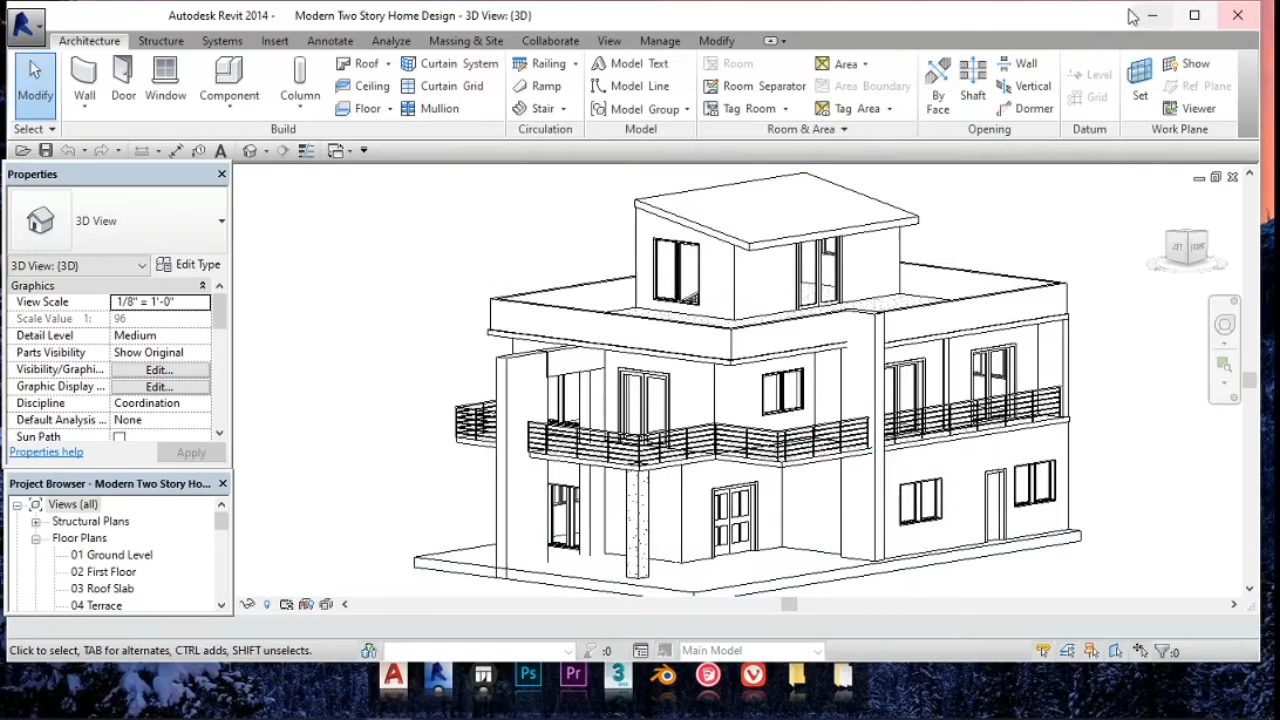 Autodesk Revit 2014 - Modern Two Story Home Design - 3D View: {3D}
Architecture Structure Systems Insert Annotate Analyze Massing & Site Collaborate View Manage Modify
Modify
Wall
Door
Window
Component
Column
Roof
Ceiling
Floor
Curtain System
Curtain Grid
Mullion
Railing
Ramp
Stair
Model Text
Model Line
Model Group
Room
Room Separator
Tag Room
Area
Area Boundary
Tag Area
By
Face
Shaft
Wall
Vertical
Dormer
Level
Grid
Set
Show
Ref Plane
Viewer
Select
Build
Circulation
Model
Room & Area
Opening
Datum
Work Plane
Properties
3D View
3D View: {3D}
Edit Type
Graphics
View Scale 1/8" = 1'-0"
Scale Value 1: 96
Detail Level Medium
Parts Visibility Show Original
Visibility/Graphi... Edit...
Graphic Display ... Edit...
Discipline Coordination
Default Analysis ... None
Sun Path
Properties help
Apply
Project Browser - Modern Two Story Ho...
Views (all)
Structural Plans
Floor Plans
01 Ground Level
02 First Floor
03 Roof Slab
04 Terrace
Click to select, TAB for alternates, CTRL adds, SHIFT unselects.
:0
Main Model
:0
A
R
Ps
Pr
3